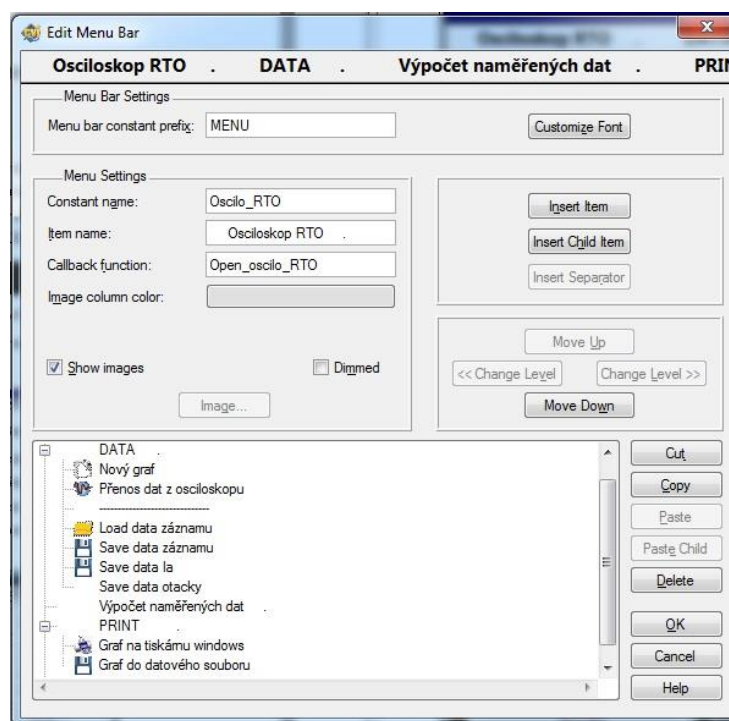 Edit Menu Bar
Osciloskop RTO . DATA . Výpočet naměřených dat . PRI
Menu Bar Settings
Menu bar constant prefix: MENU
Customize Font
Menu Settings
Constant name: Oscilo_RTO
Item name: Osciloskop RTO .
Callback function: Open_oscilo_RTO
Image column color:
Show images
Dimmed
Image...
Insert Item
Insert Child Item
Insert Separator
Move Up
<< Change Level
Change Level >>
Move Down
DATA .
Nový graf
Přenos dat z osciloskopu
------------------------------
Load data záznamu
Save data záznamu
Save data Ia
Save data otacky
Výpočet naměřených dat .
PRINT .
Graf na tiskámu windows
Graf do datového souboru
Cut
Copy
Paste
Paste Child
Delete
OK
Cancel
Help